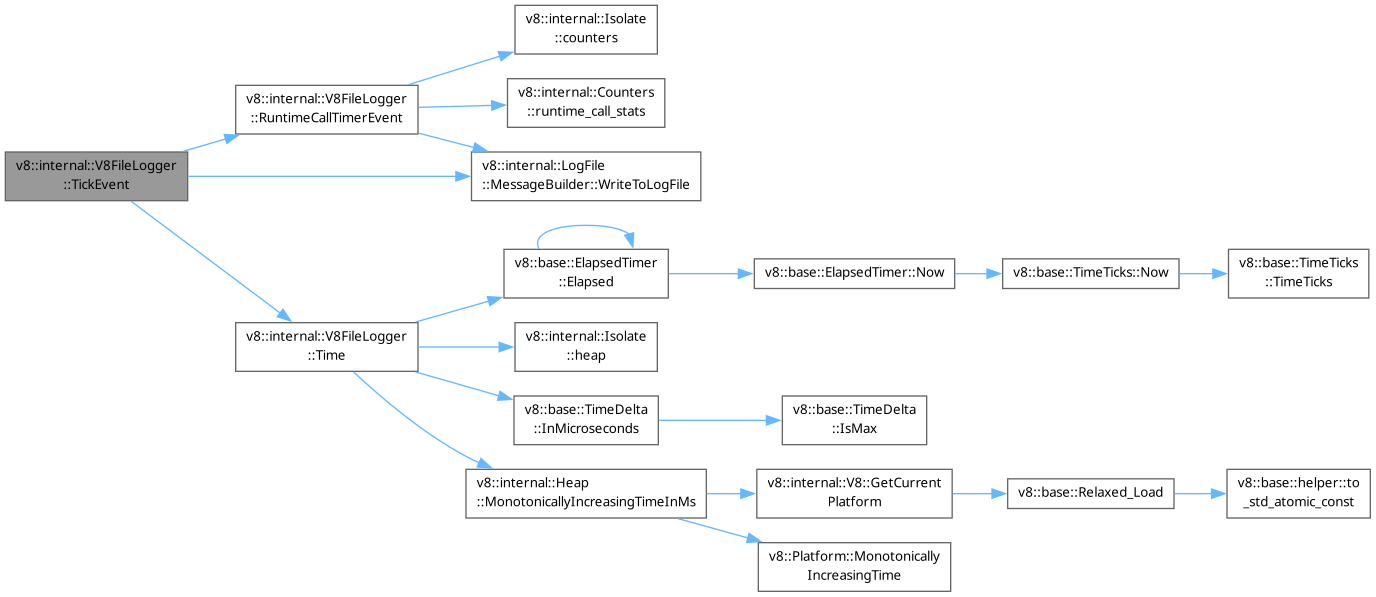 v8::internal::Isolate
::counters
v8::internal::V8FileLogger
::RuntimeCallTimerEvent
v8::internal::Counters
::runtime_call_stats
v8::internal::V8FileLogger
::TickEvent
v8::internal::LogFile
::MessageBuilder::WriteToLogFile
v8::base::ElapsedTimer
::Elapsed
v8::base::ElapsedTimer::Now
v8::base::TimeTicks::Now
v8::base::TimeTicks
::TimeTicks
v8::internal::V8FileLogger
::Time
v8::internal::Isolate
::heap
v8::base::TimeDelta
::InMicroseconds
v8::base::TimeDelta
::IsMax
v8::internal::Heap
::MonotonicallyIncreasingTimeInMs
v8::internal::V8::GetCurrent
Platform
v8::base::Relaxed_Load
v8::base::helper::to
_std_atomic_const
v8::Platform::Monotonically
IncreasingTime